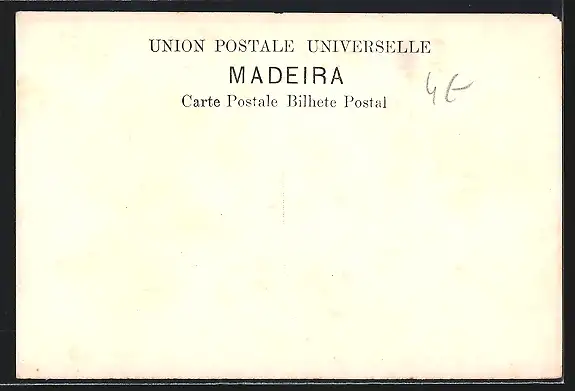 UNION POSTALE UNIVERSELLE
MADEIRA
Carte Postale Bilhete Postal
4€